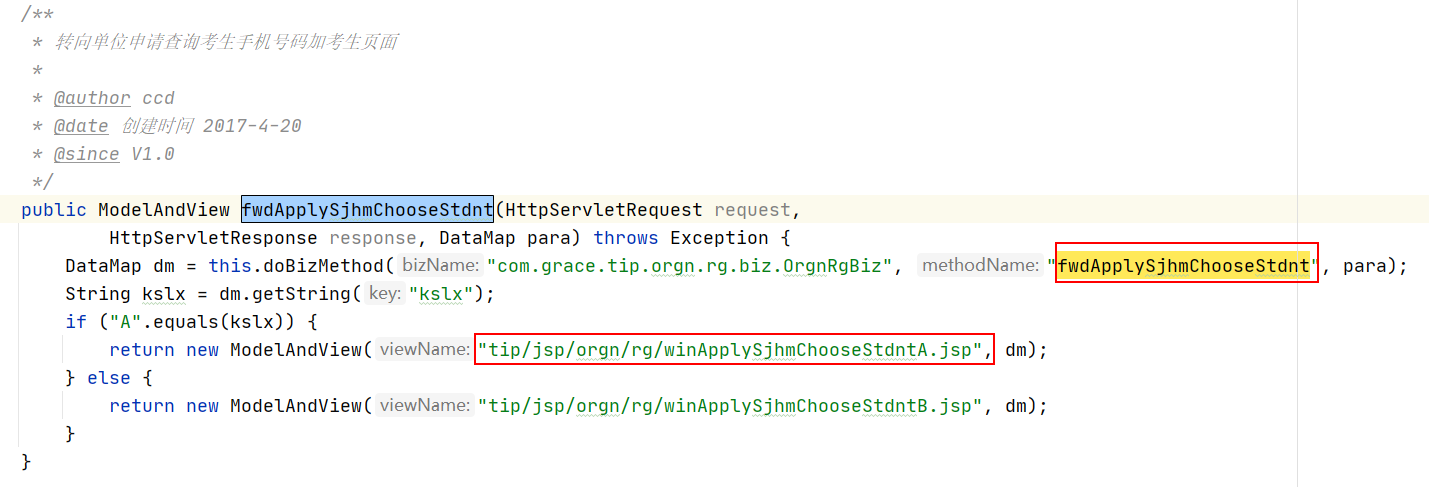 /**
 * 转向单位申请查询考生手机号码加考生页面
 *
 * @author ccd
 * @date 创建时间 2017-4-20
 * @since V1.0
 */
public ModelAndView fwdApplySjhmChooseStdnt(HttpServletRequest request,
        HttpServletResponse response, DataMap para) throws Exception {
    DataMap dm = this.doBizMethod( bizName: "com.grace.tip.orgn.rg.biz.OrgnRgBiz", methodName: "fwdApplySjhmChooseStdnt", para);
    String kslx = dm.getString( key: "kslx");
    if ("A".equals(kslx)) {
        return new ModelAndView( viewName: "tip/jsp/orgn/rg/winApplySjhmChooseStdntA.jsp", dm);
    } else {
        return new ModelAndView( viewName: "tip/jsp/orgn/rg/winApplySjhmChooseStdntB.jsp", dm);
    }
}